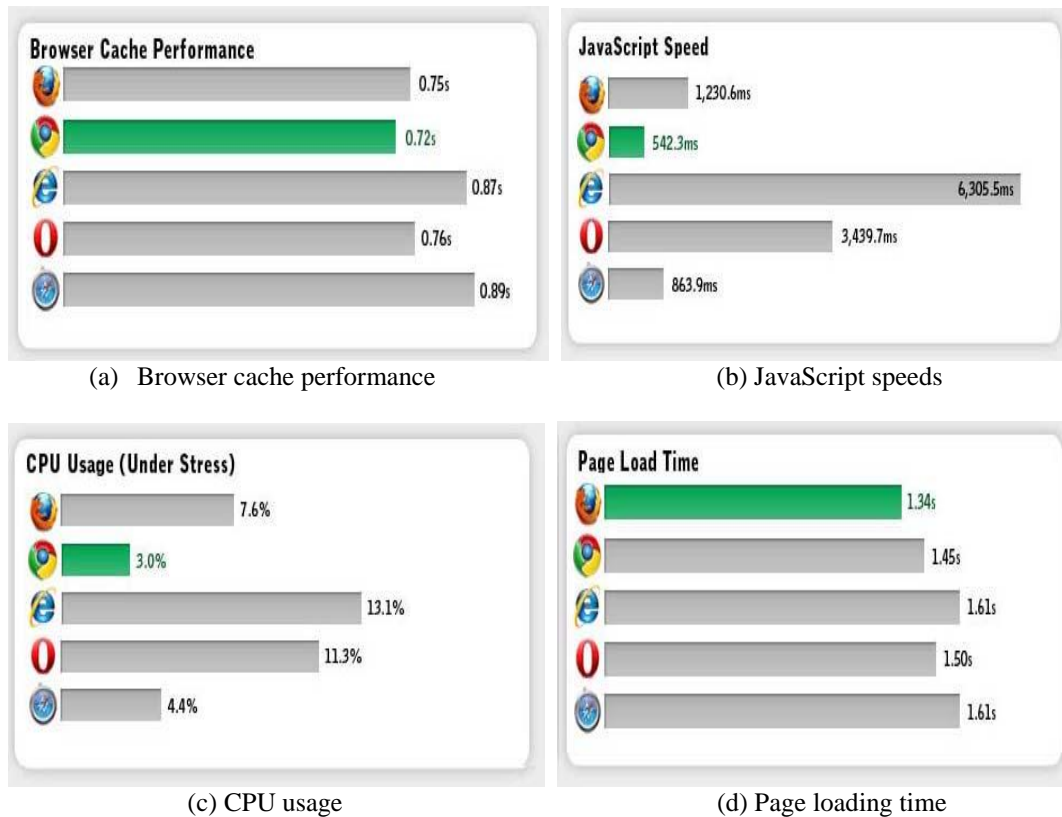 Browser Cache Performance
0.75s
0.72s
0.87s
0.76s
0.89s
(a) Browser cache performance
JavaScript Speed
1,230.6ms
542.3ms
6,305.5ms
3,439.7ms
863.9ms
(b) JavaScript speeds
CPU Usage (Under Stress)
7.6%
3.0%
13.1%
11.3%
4.4%
(c) CPU usage
Page Load Time
1.34s
1.45s
1.61s
1.50s
1.61s
(d) Page loading time